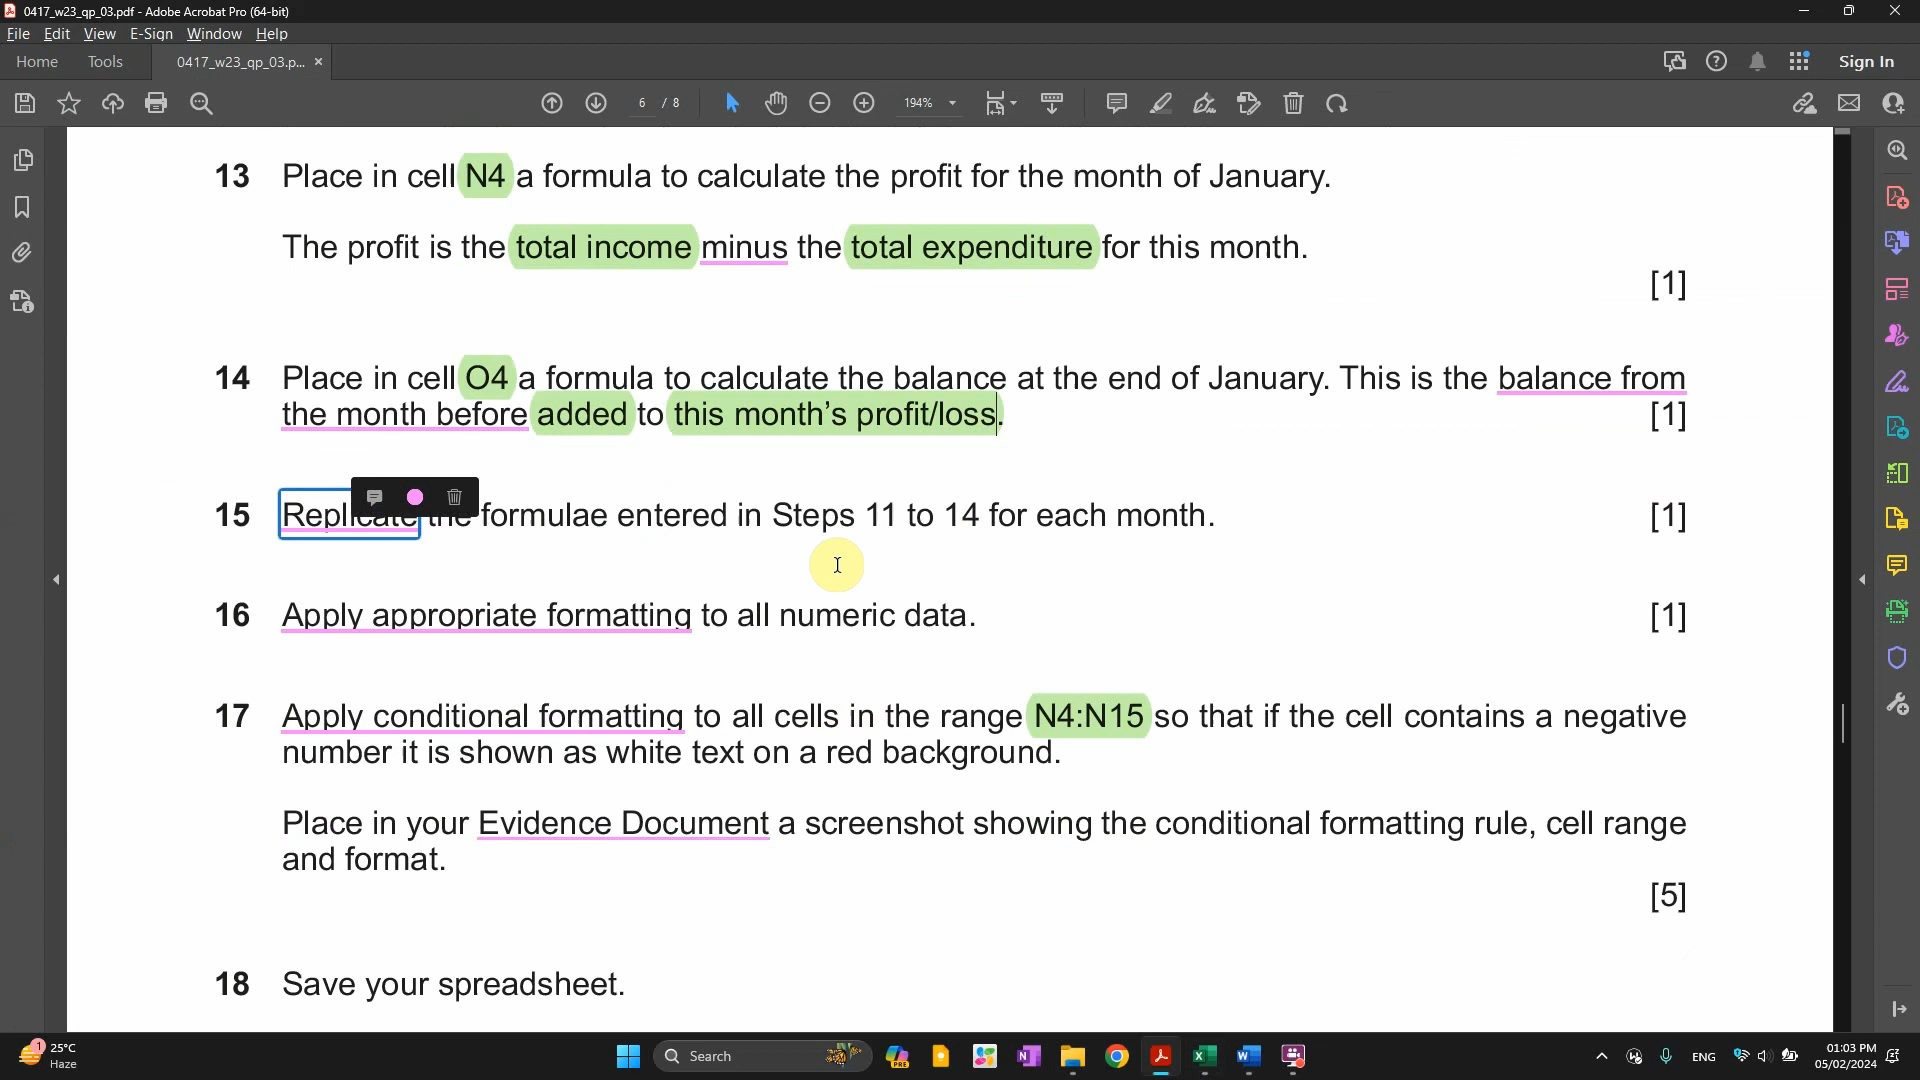 0417_w23_qp_03.pdf - Adobe Acrobat Pro (64-bit)
File Edit View E-Sign Window Help
Home Tools 0417_w23_qp_03.p... × Sign In
6 / 8 194%
13 Place in cell N4 a formula to calculate the profit for the month of January.
The profit is the total income minus the total expenditure for this month.
[1]
14 Place in cell O4 a formula to calculate the balance at the end of January. This is the balance from
the month before added to this month's profit/loss.
[1]
15 Replicate the formulae entered in Steps 11 to 14 for each month. [1]
16 Apply appropriate formatting to all numeric data. [1]
17 Apply conditional formatting to all cells in the range N4:N15 so that if the cell contains a negative
number it is shown as white text on a red background.
Place in your Evidence Document a screenshot showing the conditional formatting rule, cell range
and format.
[5]
18 Save your spreadsheet.
1
25°C
Haze
Search
PRE
ENG
01:03 PM
05/02/2024